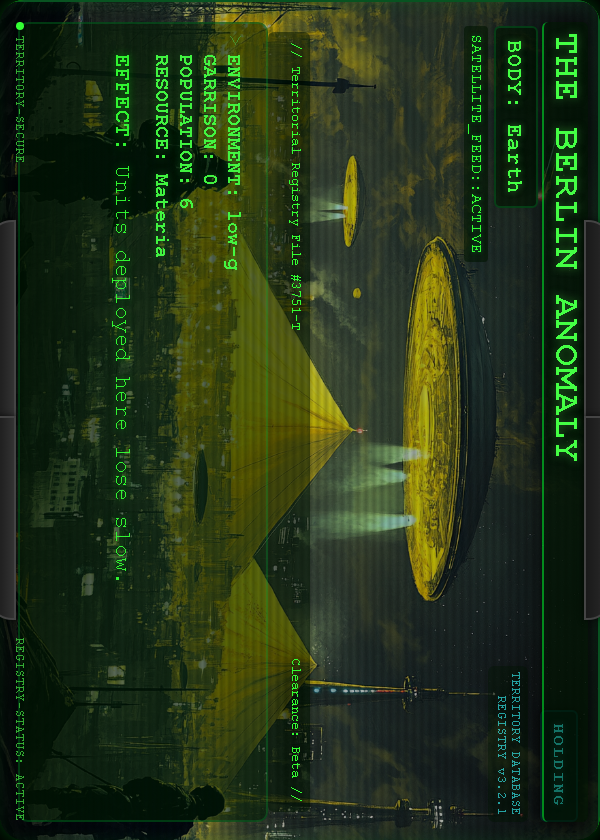 THE BERLIN ANOMALY
HOLDING
BODY: Earth
TERRITORY DATABASE
REGISTRY v3.2.1
SATELLITE_FEED::ACTIVE
// Territorial Registry File #3751-T
Clearance: Beta //
ENVIRONMENT: low-g
GARRISON: 0
POPULATION: 6
RESOURCE: Materia
EFFECT: Units deployed here lose slow.
TERRITORY-SECURE
REGISTRY-STATUS: ACTIVE